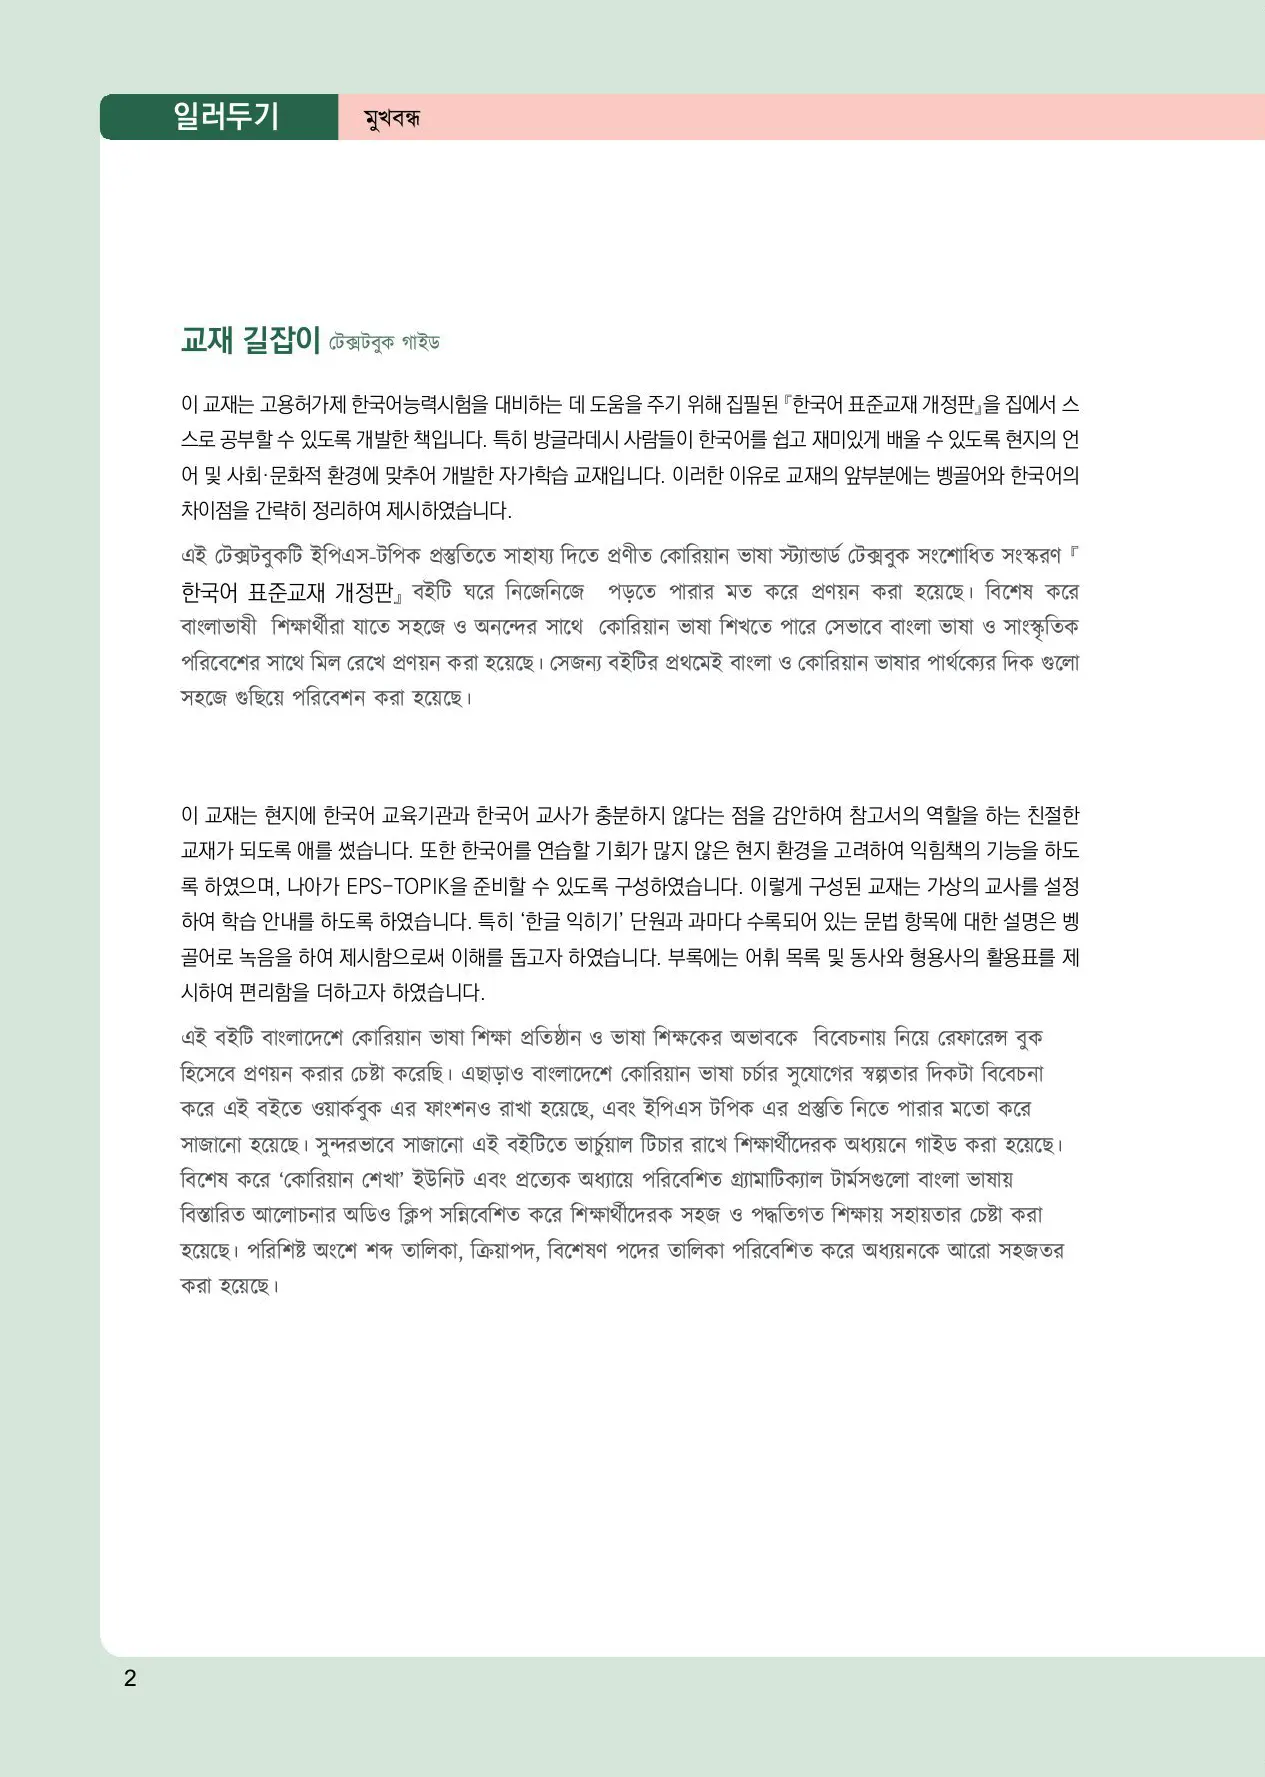 일러두기 মুখবন্ধ
교재 길잡이 টেক্সটবুক গাইড
이 교재는 고용허가제 한국어능력시험을 대비하는 데 도움을 주기 위해 집필된 『한국어 표준교재 개정판』을 집에서 스
스로 공부할 수 있도록 개발한 책입니다. 특히 방글라데시 사람들이 한국어를 쉽고 재미있게 배울 수 있도록 현지의 언
어 및 사회·문화적 환경에 맞추어 개발한 자가학습 교재입니다. 이러한 이유로 교재의 앞부분에는 벵골어와 한국어의
차이점을 간략히 정리하여 제시하였습니다.
এই টেক্সটবুকটি ইপিএস-টপিক প্রস্তুতিতে সাহায্য দিতে প্রণীত কোরিয়ান ভাষা স্ট্যান্ডার্ড টেক্সবুক সংশোধিত সংস্করণ 『
한국어 표준교재 개정판』 বইটি ঘরে নিজেনিজে পড়তে পারার মত করে প্রণয়ন করা হয়েছে। বিশেষ করে
বাংলাভাষী শিক্ষার্থীরা যাতে সহজে ও অনন্দের সাথে কোরিয়ান ভাষা শিখতে পারে সেভাবে বাংলা ভাষা ও সাংস্কৃতিক
পরিবেশের সাথে মিল রেখে প্রণয়ন করা হয়েছে। সেজন্য বইটির প্রথমেই বাংলা ও কোরিয়ান ভাষার পার্থক্যের দিক গুলো
সহজে গুছিয়ে পরিবেশন করা হয়েছে।
이 교재는 현지에 한국어 교육기관과 한국어 교사가 충분하지 않다는 점을 감안하여 참고서의 역할을 하는 친절한
교재가 되도록 애를 썼습니다. 또한 한국어를 연습할 기회가 많지 않은 현지 환경을 고려하여 익힘책의 기능을 하도
록 하였으며, 나아가 EPS-TOPIK을 준비할 수 있도록 구성하였습니다. 이렇게 구성된 교재는 가상의 교사를 설정
하여 학습 안내를 하도록 하였습니다. 특히 ‘한글 익히기’ 단원과 과마다 수록되어 있는 문법 항목에 대한 설명은 벵
골어로 녹음을 하여 제시함으로써 이해를 돕고자 하였습니다. 부록에는 어휘 목록 및 동사와 형용사의 활용표를 제
시하여 편리함을 더하고자 하였습니다.
এই বইটি বাংলাদেশে কোরিয়ান ভাষা শিক্ষা প্রতিষ্ঠান ও ভাষা শিক্ষকের অভাবকে বিবেচনায় নিয়ে রেফারেন্স বুক
হিসেবে প্রণয়ন করার চেষ্টা করেছি। এছাড়াও বাংলাদেশে কোরিয়ান ভাষা চর্চার সুযোগের স্বল্পতার দিকটা বিবেচনা
করে এই বইতে ওয়ার্কবুক এর ফাংশনও রাখা হয়েছে, এবং ইপিএস টপিক এর প্রস্তুতি নিতে পারার মতো করে
সাজানো হয়েছে। সুন্দরভাবে সাজানো এই বইটিতে ভার্চুয়াল টিচার রাখে শিক্ষার্থীদেরক অধ্যয়নে গাইড করা হয়েছে।
বিশেষ করে ‘কোরিয়ান শেখা’ ইউনিট এবং প্রত্যেক অধ্যায়ে পরিবেশিত গ্র্যামাটিক্যাল টার্মসগুলো বাংলা ভাষায়
বিস্তারিত আলোচনার অডিও ক্লিপ সন্নিবেশিত করে শিক্ষার্থীদেরক সহজ ও পদ্ধতিগত শিক্ষায় সহায়তার চেষ্টা করা
হয়েছে। পরিশিষ্ট অংশে শব্দ তালিকা, ক্রিয়াপদ, বিশেষণ পদের তালিকা পরিবেশিত করে অধ্যয়নকে আরো সহজতর
করা হয়েছে।
2